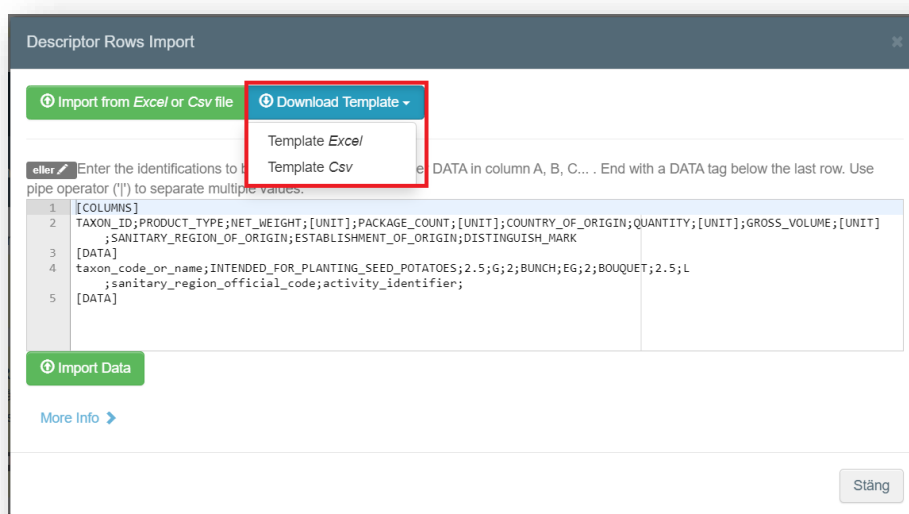 Descriptor Rows Import
Import from Excel or Csv file
Download Template
Template Excel
Template Csv
eller Enter the identifications to b DATA in column A, B, C... . End with a DATA tag below the last row. Use
pipe operator ('|') to separate multiple values.
1 [COLUMNS]
2 TAXON_ID;PRODUCT_TYPE;NET_WEIGHT;[UNIT];PACKAGE_COUNT;[UNIT];COUNTRY_OF_ORIGIN;QUANTITY;[UNIT];GROSS_VOLUME;[UNIT]
;SANITARY_REGION_OF_ORIGIN;ESTABLISHMENT_OF_ORIGIN;DISTINGUISH_MARK
3 [DATA]
4 taxon_code_or_name;INTENDED_FOR_PLANTING_SEED_POTATOES;2.5;G;2;BUNCH;EG;2;BOUQUET;2.5;L
;sanitary_region_official_code;activity_identifier;
5 [DATA]
Import Data
More Info
Stäng